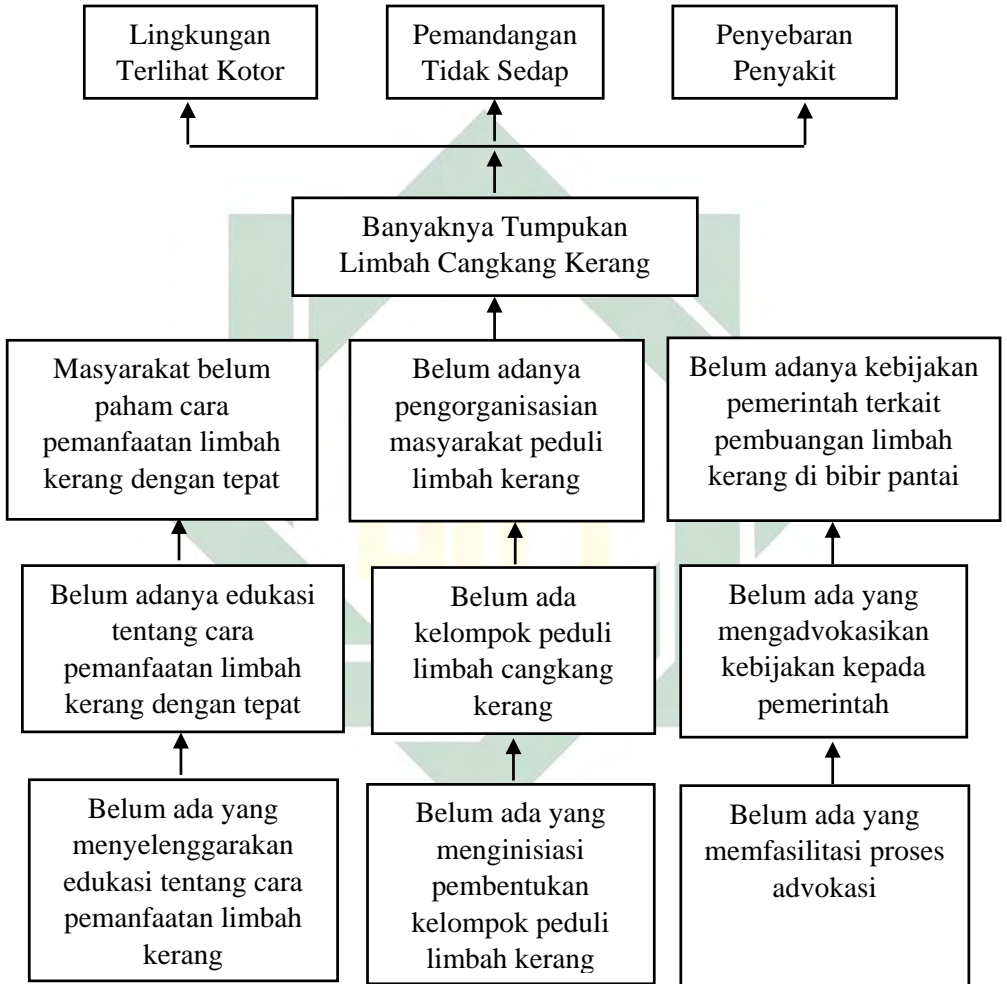 Lingkungan
Terlihat Kotor
Pemandangan
Tidak Sedap
Penyebaran
Penyakit
Banyaknya Tumpukan
Limbah Cangkang Kerang
Masyarakat belum
paham cara
pemanfaatan limbah
kerang dengan tepat
Belum adanya
pengorganisasian
masyarakat peduli
limbah kerang
Belum adanya kebijakan
pemerintah terkait
pembuangan limbah
kerang di bibir pantai
Belum adanya edukasi
tentang cara
pemanfaatan limbah
kerang dengan tepat
Belum ada
kelompok peduli
limbah cangkang
kerang
Belum ada yang
mengadvokasikan
kebijakan kepada
pemerintah
Belum ada yang
menyelenggarakan
edukasi tentang cara
pemanfaatan limbah
kerang
Belum ada yang
menginisiasi
pembentukan
kelompok peduli
limbah kerang
Belum ada yang
memfasilitasi proses
advokasi